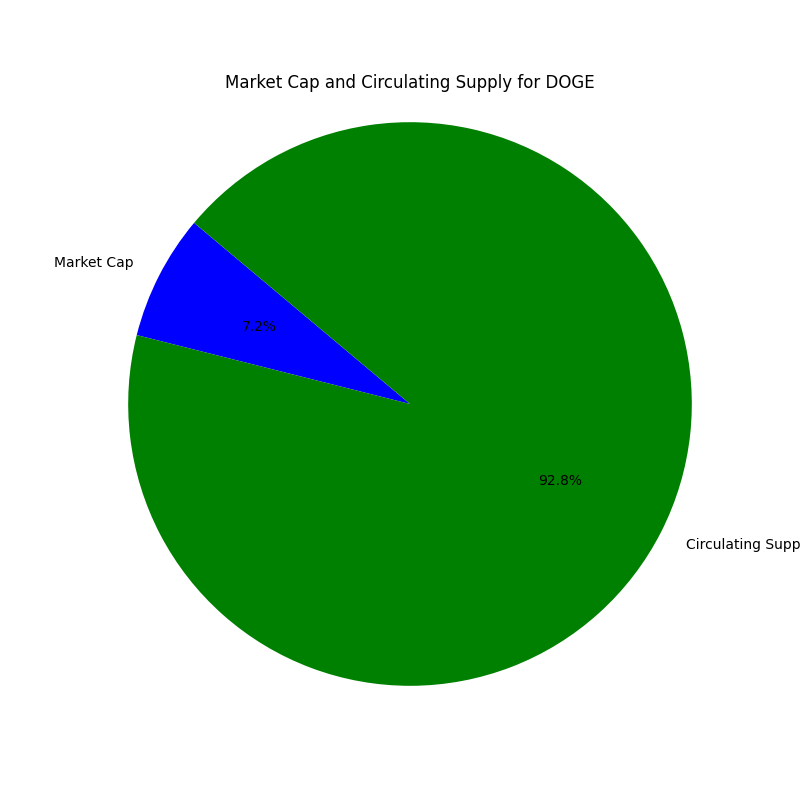 Market Cap and Circulating Supply for DOGE
Market Cap
7.2%
92.8%
Circulating Supp